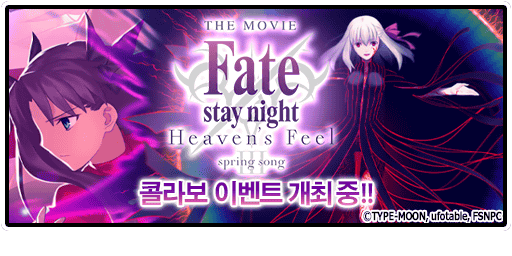 THE MOVIE
Fate
stay night
Heaven's Feel
III
spring song
콜라보 이벤트 개최 중!!
©TYPE-MOON, ufotable, FSNPC